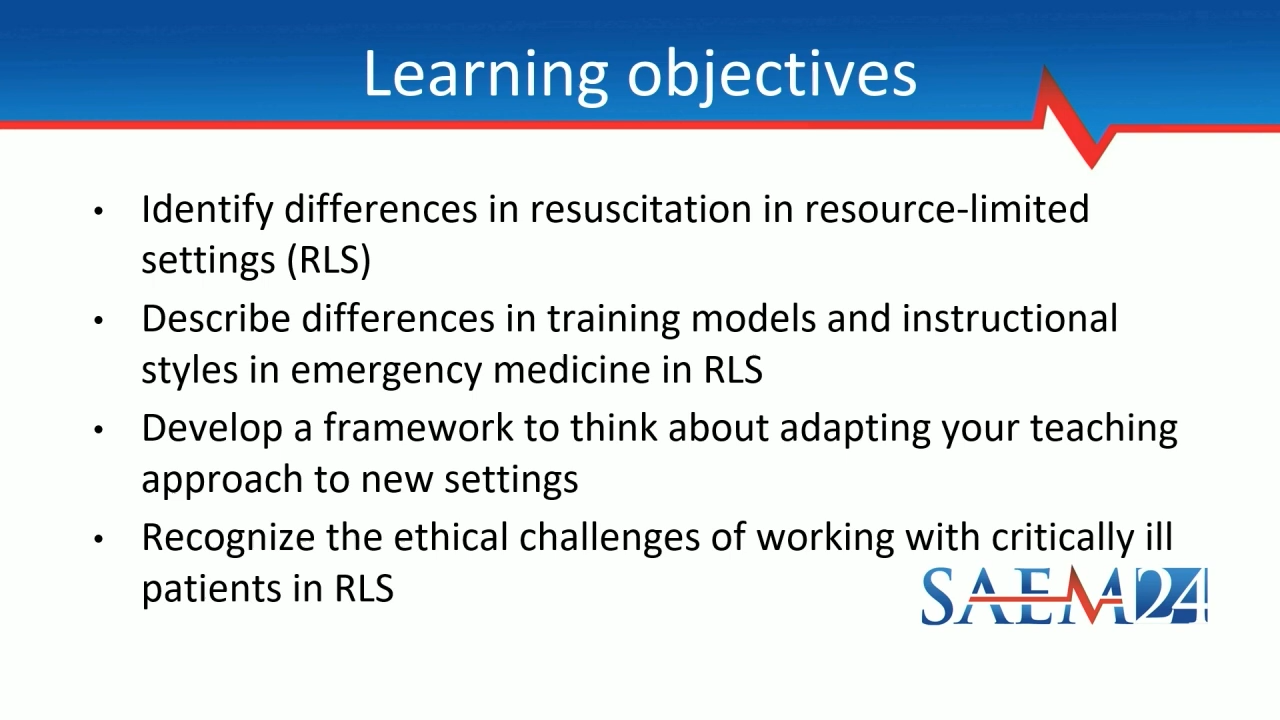 Learning objectives
• Identify differences in resuscitation in resource-limited
settings (RLS)
• Describe differences in training models and instructional
styles in emergency medicine in RLS
• Develop a framework to think about adapting your teaching
approach to new settings
• Recognize the ethical challenges of working with critically ill
patients in RLS
SAEM24